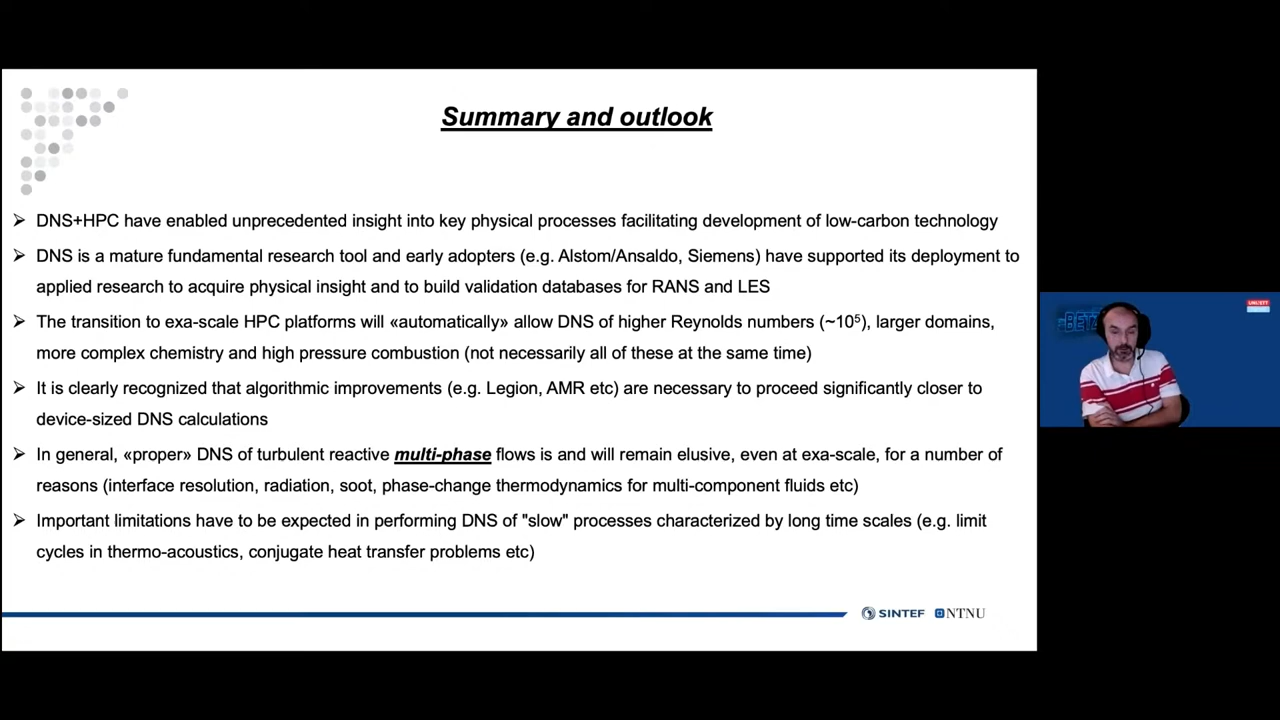 Summary and outlook
➢ DNS+HPC have enabled unprecedented insight into key physical processes facilitating development of low-carbon technology
➢ DNS is a mature fundamental research tool and early adopters (e.g. Alstom/Ansaldo, Siemens) have supported its deployment to
applied research to acquire physical insight and to build validation databases for RANS and LES
➢ The transition to exa-scale HPC platforms will «automatically» allow DNS of higher Reynolds numbers (~10⁵), larger domains,
more complex chemistry and high pressure combustion (not necessarily all of these at the same time)
➢ It is clearly recognized that algorithmic improvements (e.g. Legion, AMR etc) are necessary to proceed significantly closer to
device-sized DNS calculations
➢ In general, «proper» DNS of turbulent reactive multi-phase flows is and will remain elusive, even at exa-scale, for a number of
reasons (interface resolution, radiation, soot, phase-change thermodynamics for multi-component fluids etc)
➢ Important limitations have to be expected in performing DNS of "slow" processes characterized by long time scales (e.g. limit
cycles in thermo-acoustics, conjugate heat transfer problems etc)
SINTEF NTNU